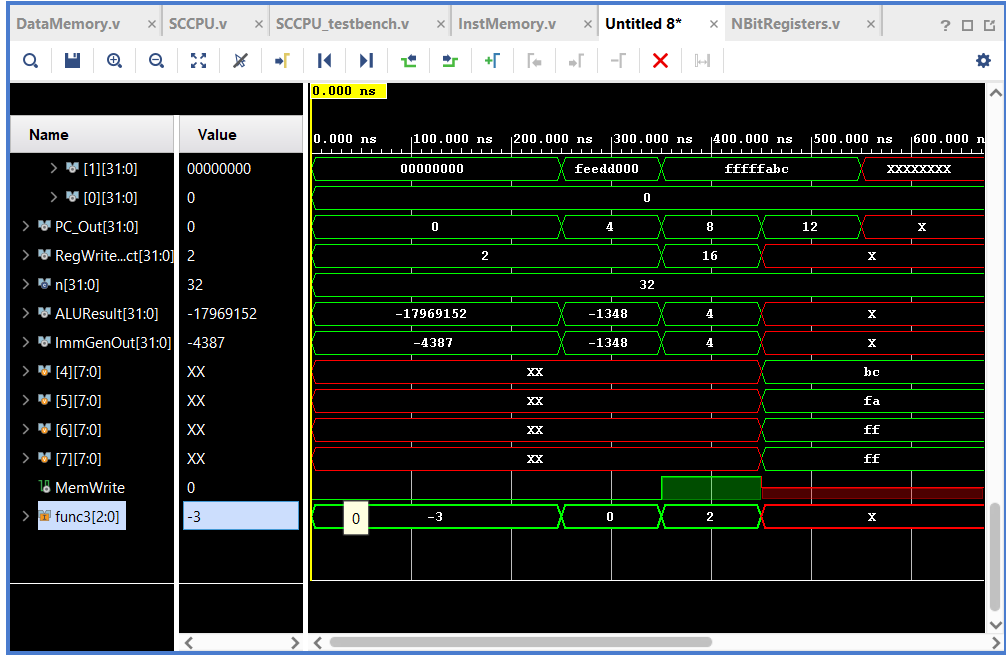 DataMemory.v × SCCPU.v × SCCPU_testbench.v × InstMemory.v × Untitled 8* × NBitRegisters.v × ?
0.000 ns
Name Value
0.000 ns 100.000 ns 200.000 ns 300.000 ns 400.000 ns 500.000 ns 600.000 n
[1][31:0] 00000000 00000000 feedd000 fffffabc XXXXXXXX
[0][31:0] 0 0
PC_Out[31:0] 0 0 4 8 12 X
RegWrite...ct[31:0] 2 2 16 X
n[31:0] 32 32
ALUResult[31:0] -17969152 -17969152 -1348 4 X
ImmGenOut[31:0] -4387 -4387 -1348 4 X
[4][7:0] XX XX bc
[5][7:0] XX XX fa
[6][7:0] XX XX ff
[7][7:0] XX XX ff
MemWrite 0
func3[2:0] -3 0 -3 0 2 X